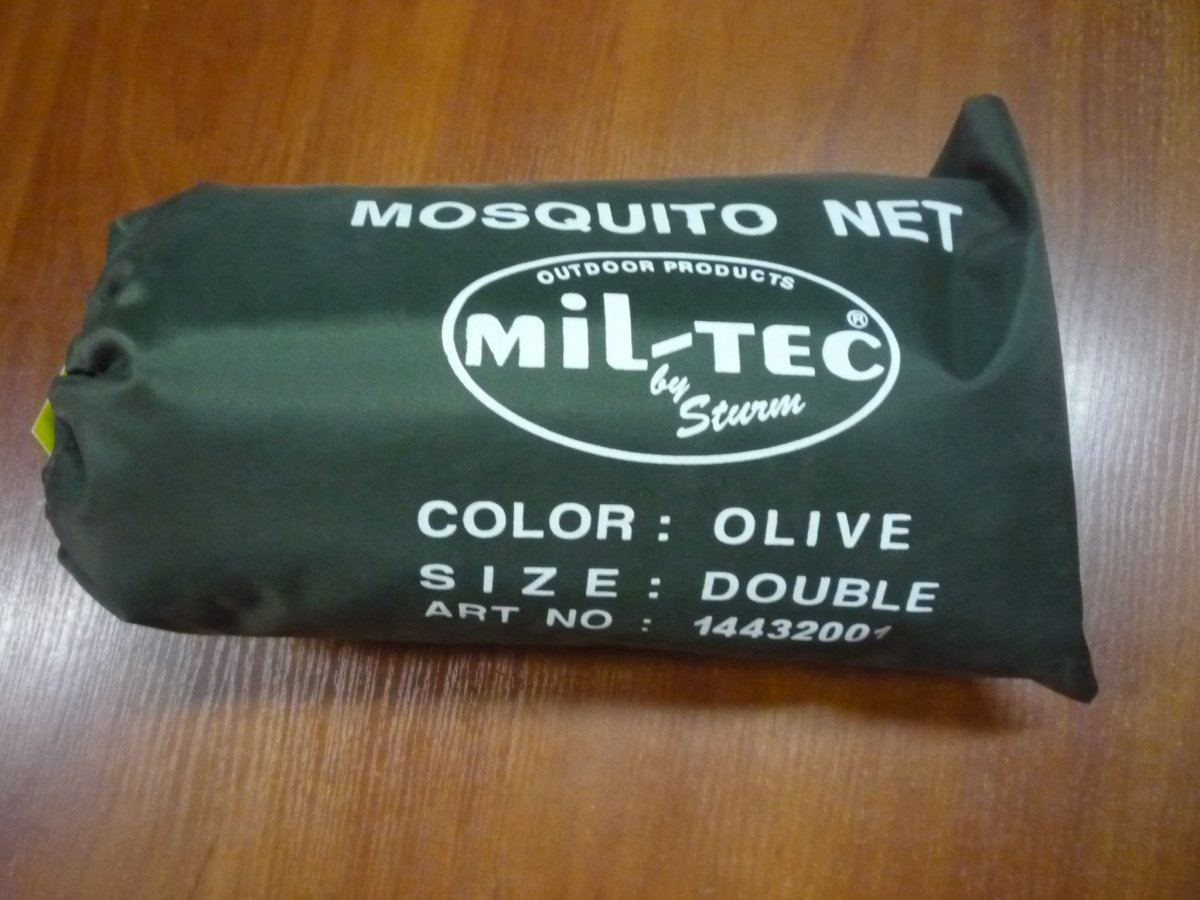 MOSQUITO NET
OUTDOOR PRODUCTS
MiL-TEC ®
by
Sturm
COLOR : OLIVE
SIZE : DOUBLE
ART NO : 14432001